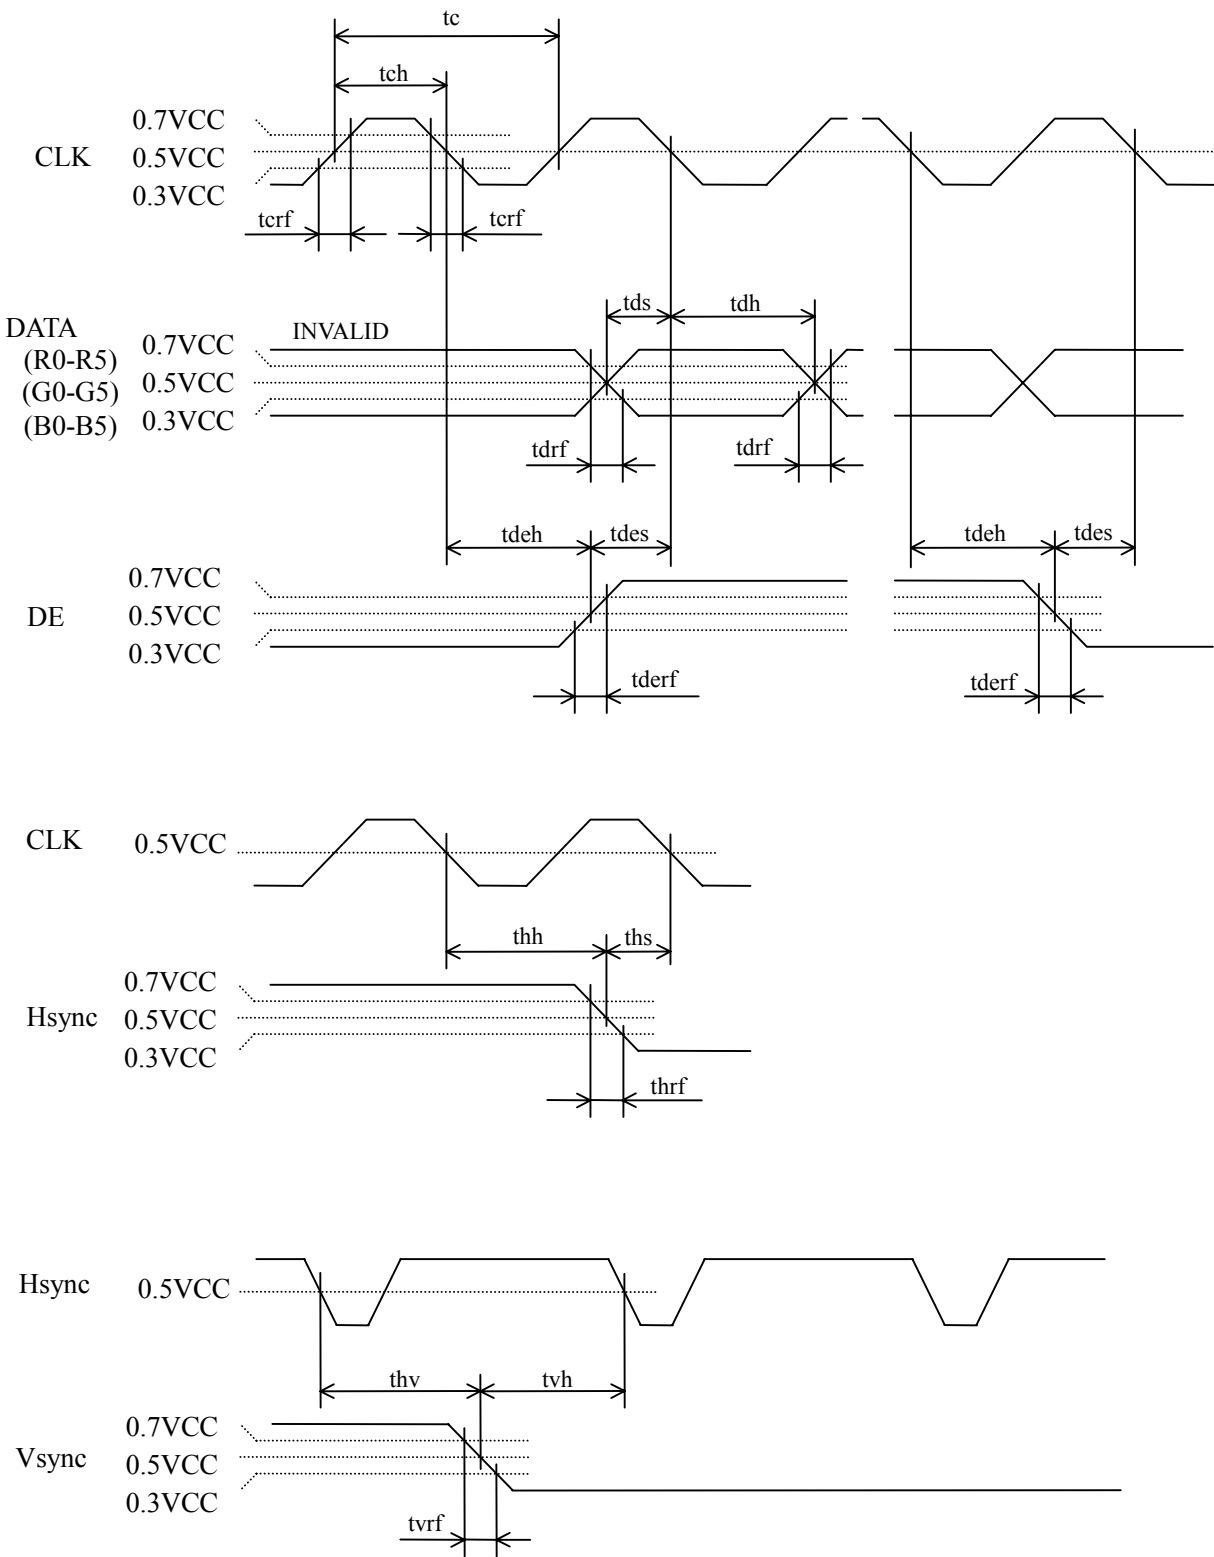 tc
tch
0.7VCC
CLK 0.5VCC
0.3VCC
tcrf tcrf
tds tdh
DATA INVALID
0.7VCC
(R0-R5)
(G0-G5) 0.5VCC
(B0-B5) 0.3VCC
tdrf tdrf
tdeh tdes tdeh tdes
0.7VCC
DE 0.5VCC
0.3VCC
tderf tderf
CLK 0.5VCC
thh ths
0.7VCC
Hsync 0.5VCC
0.3VCC
thrf
Hsync 0.5VCC
thv tvh
0.7VCC
Vsync 0.5VCC
0.3VCC
tvrf